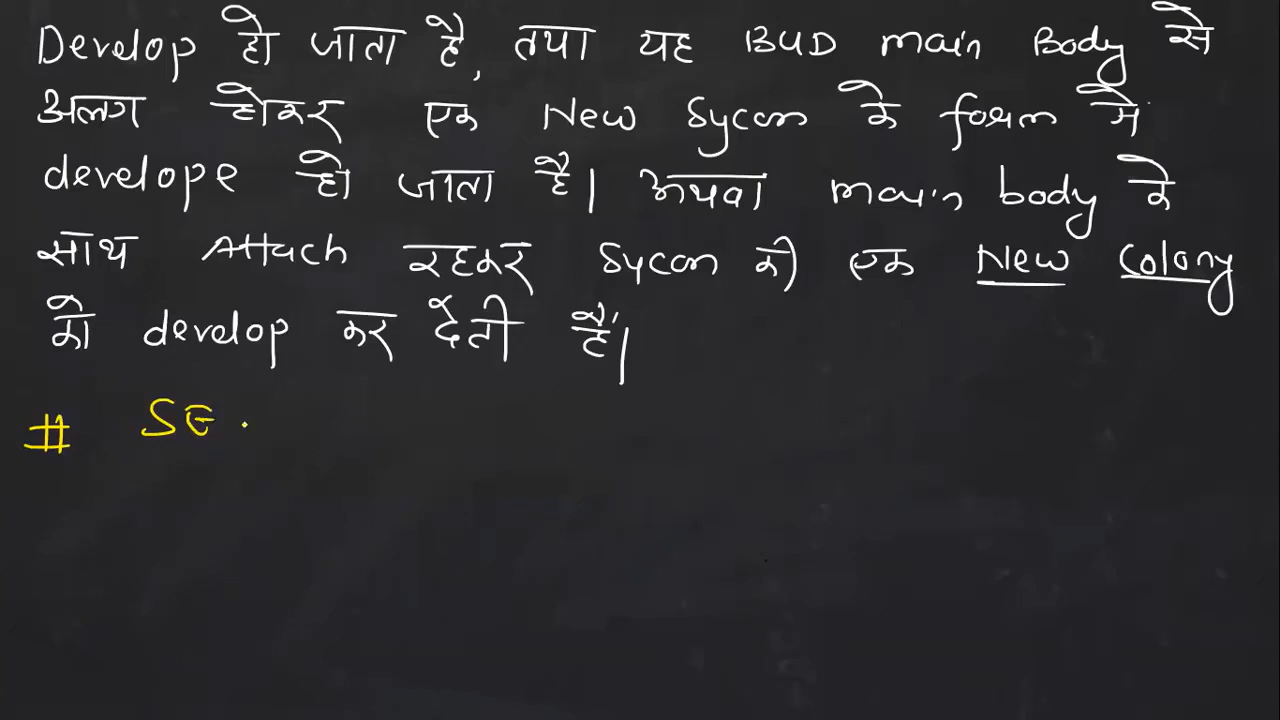 Develop हो जाता है, तथा यह BUD main Body से
अलग होकर एक New Sycon के form में
develope हो जाता है। अथवा main body के
साथ Attach रहकर Sycon की एक New Colony
को develop कर देती है।
# SE